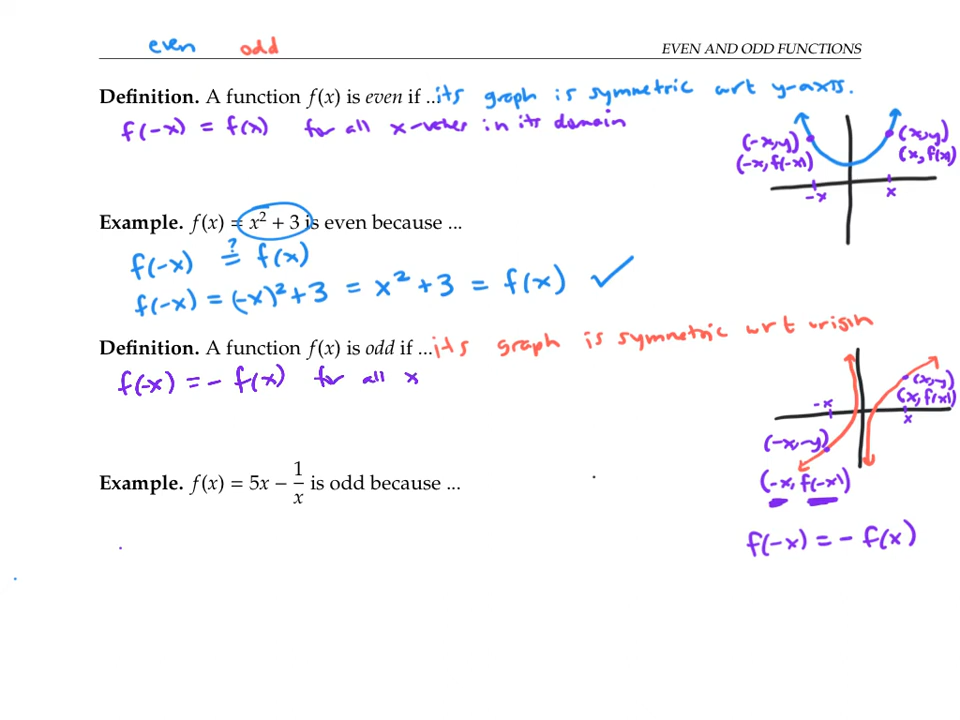 even odd
EVEN AND ODD FUNCTIONS
Definition. A function f(x) is even if ... its graph is symmetric wrt y-axis.
f(-x) = f(x) for all x-values in its domain
(-x,y) (x,y)
(-x, f(-x)) (x, f(x))
-x x
Example. f(x) = x² + 3 is even because ...
f(-x) ?= f(x)
f(-x) = (-x)² + 3 = x² + 3 = f(x) ✓
Definition. A function f(x) is odd if ... its graph is symmetric wrt origin
f(-x) = - f(x) for all x
(x,y)
(x, f(x))
-x x
(-x,-y)
(-x, f(-x))
Example. f(x) = 5x − 1/x is odd because ...
f(-x) = - f(x)